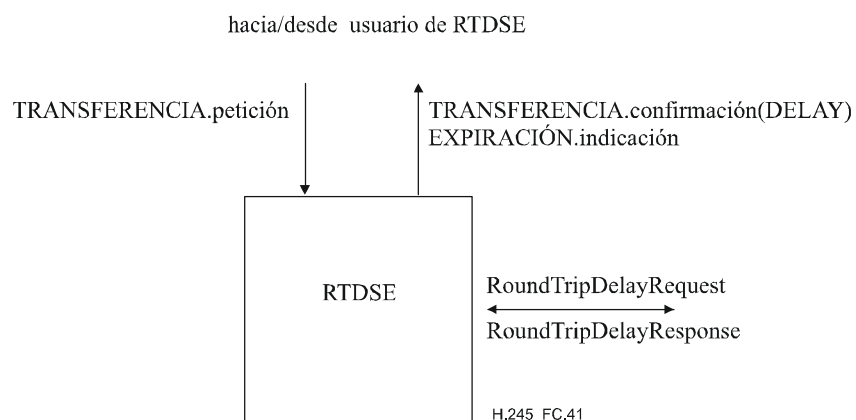 hacia/desde usuario de RTDSE
TRANSFERENCIA.petición
TRANSFERENCIA.confirmación(DELAY)
EXPIRACIÓN.indicación
RTDSE
RoundTripDelayRequest
RoundTripDelayResponse
H.245_FC.41